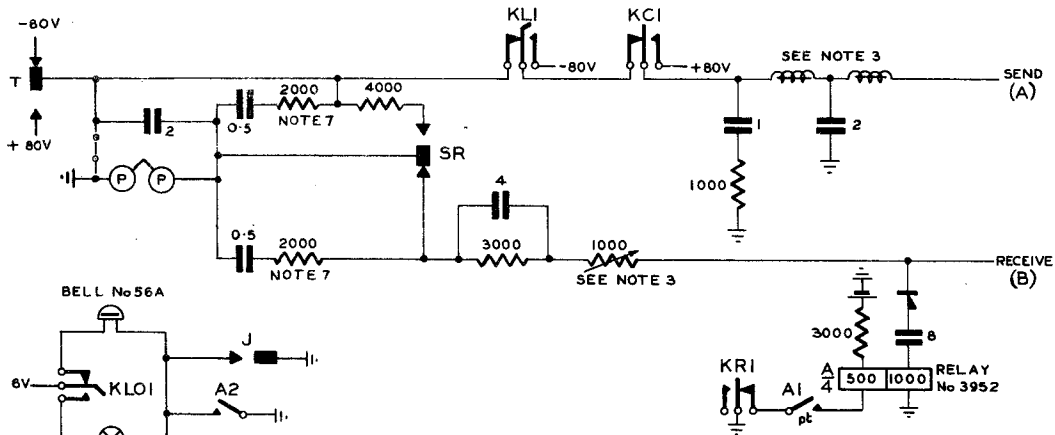 -80V
T
+80V
KL1
-80V
KC1
+80V
SEE NOTE 3
SEND
(A)
2
0·5
2000
NOTE 7
4000
SR
1
2
1000
P P
0·5
2000
NOTE 7
4
3000
1000
SEE NOTE 3
RECEIVE
(B)
BELL No 56A
J
6V
KLO1
A2
3000
8
KR1
A1
pt
A
4
500 1000
RELAY
No 3952